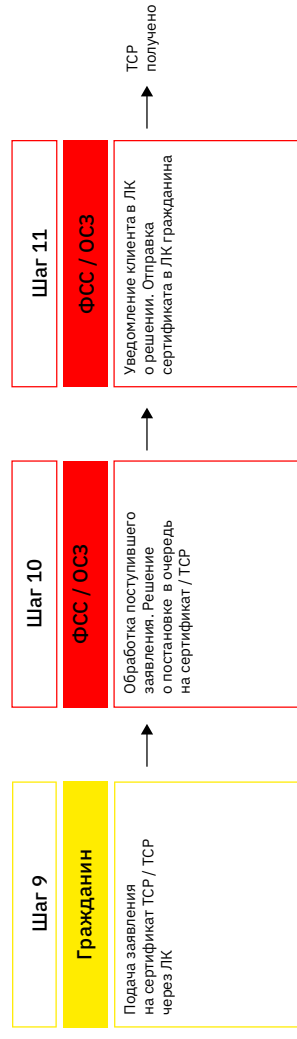 Шаг 9
Гражданин
Подача заявления
на сертификат ТСР / ТСР
через ЛК
Шаг 10
ФСС / ОСЗ
Обработка поступившего
заявления. Решение
о постановке в очередь
на сертификат / ТСР
Шаг 11
ФСС / ОСЗ
Уведомление клиента в ЛК
о решении. Отправка
сертификата в ЛК гражданина
ТСР
получено